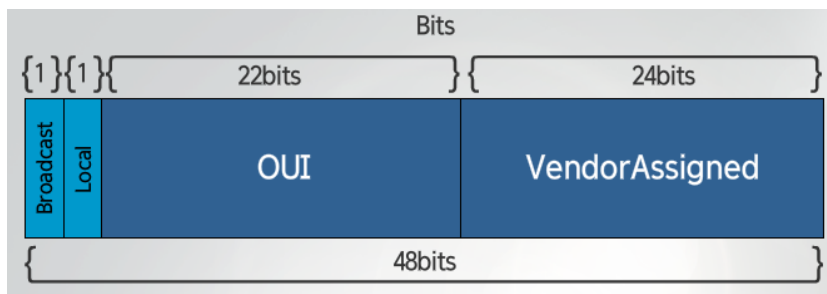 Bits
{1}{1}{ 22bits }{ 24bits }
Broadcast
Local
OUI
VendorAssigned
{ 48bits }